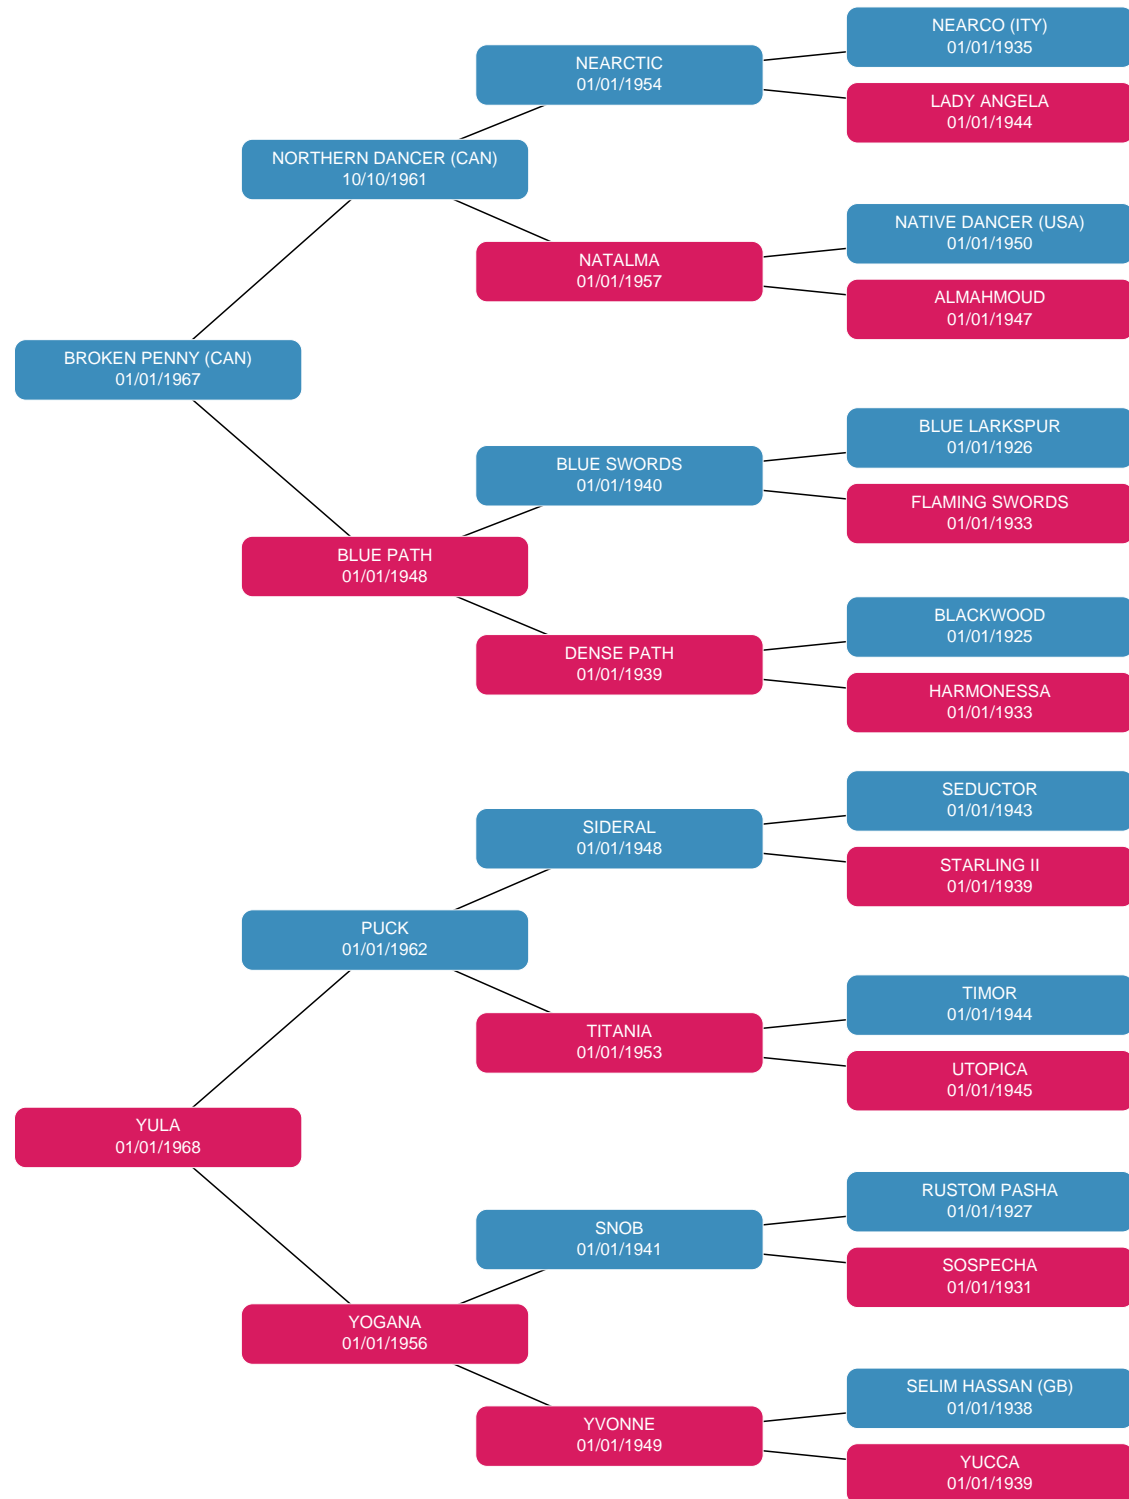 NEARCO (ITY)
01/01/1935
NEARCTIC
01/01/1954
LADY ANGELA
01/01/1944
NORTHERN DANCER (CAN)
10/10/1961
NATIVE DANCER (USA)
01/01/1950
NATALMA
01/01/1957
ALMAHMOUD
01/01/1947
BROKEN PENNY (CAN)
01/01/1967
BLUE LARKSPUR
01/01/1926
BLUE SWORDS
01/01/1940
FLAMING SWORDS
01/01/1933
BLUE PATH
01/01/1948
BLACKWOOD
01/01/1925
DENSE PATH
01/01/1939
HARMONESSA
01/01/1933
SEDUCTOR
01/01/1943
SIDERAL
01/01/1948
STARLING II
01/01/1939
PUCK
01/01/1962
TIMOR
01/01/1944
TITANIA
01/01/1953
UTOPICA
01/01/1945
YULA
01/01/1968
RUSTOM PASHA
01/01/1927
SNOB
01/01/1941
SOSPECHA
01/01/1931
YOGANA
01/01/1956
SELIM HASSAN (GB)
01/01/1938
YVONNE
01/01/1949
YUCCA
01/01/1939